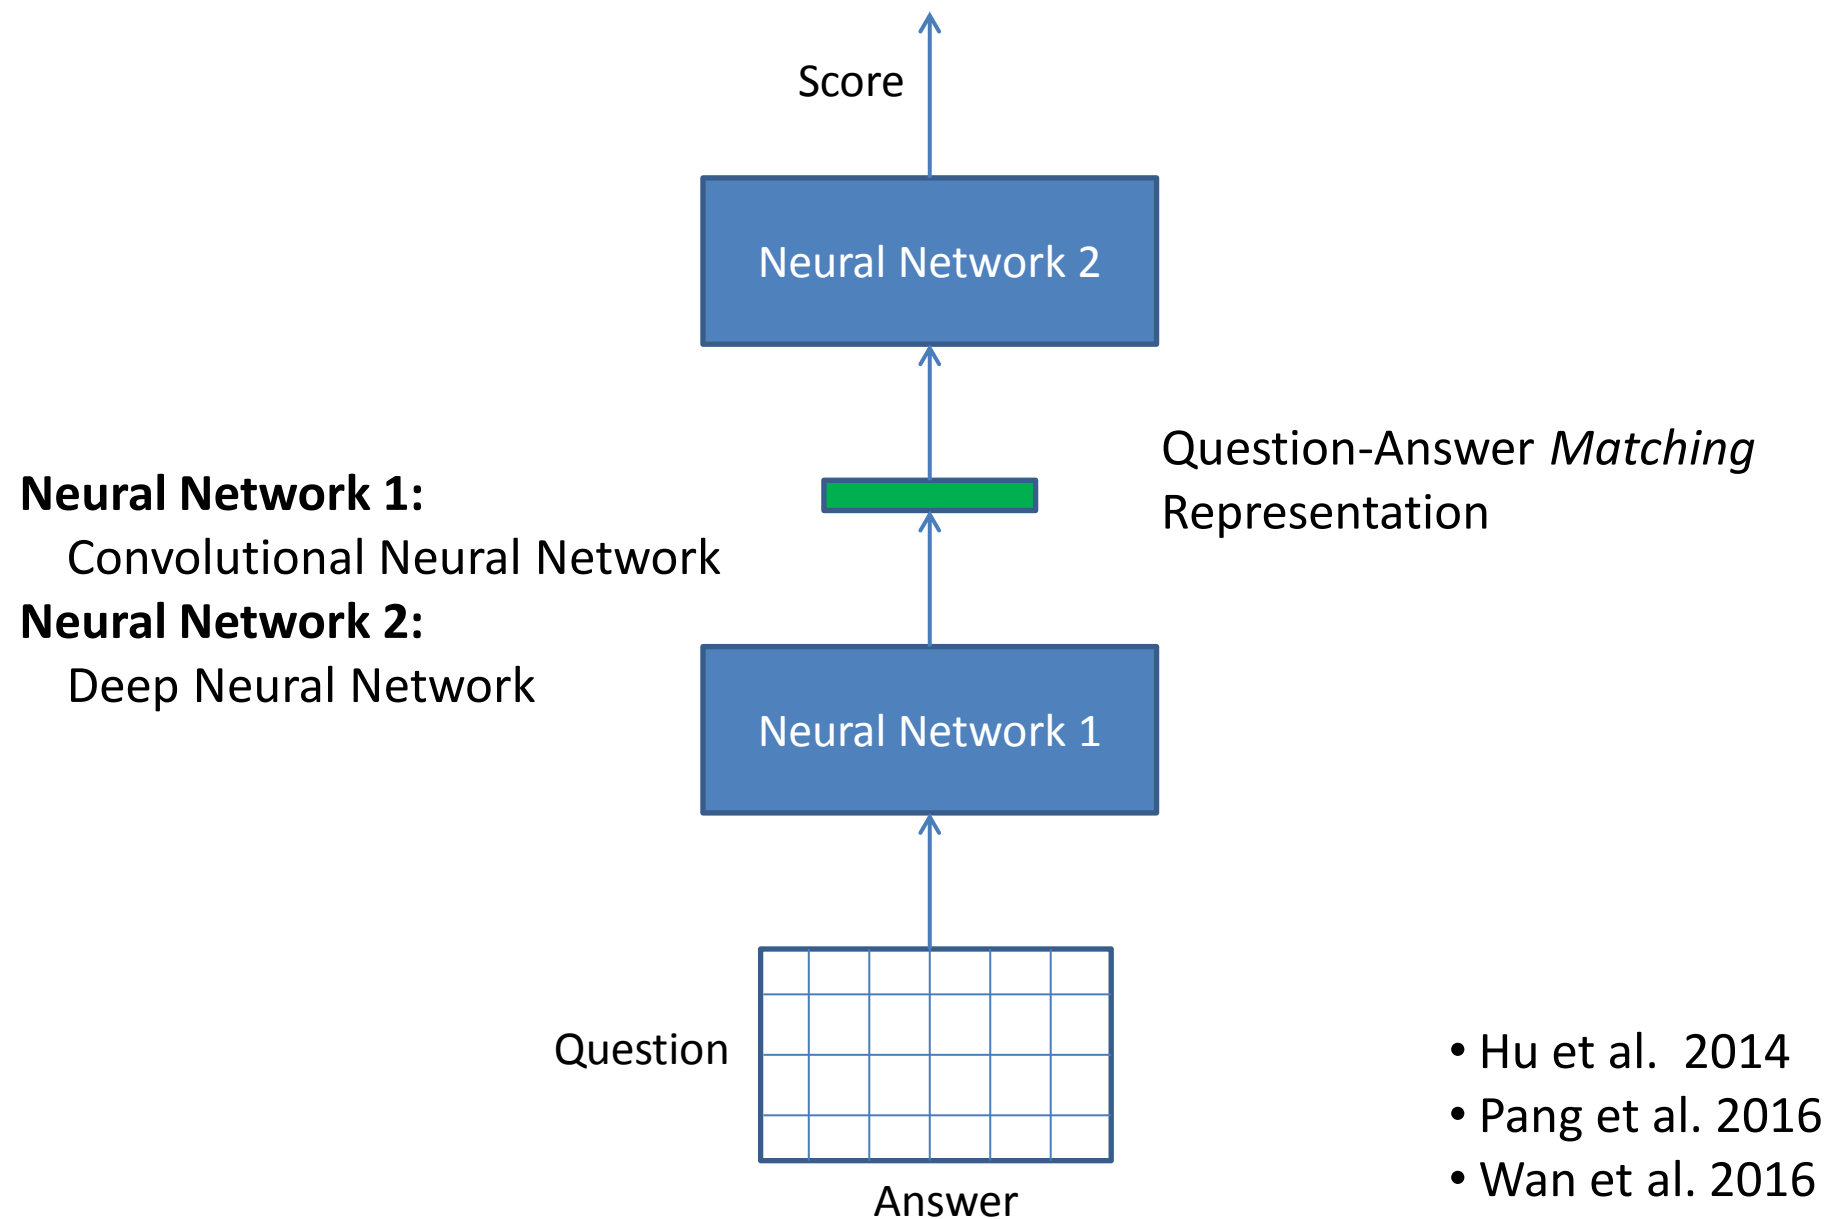 Score
Neural Network 2
Question-Answer Matching
Representation
Neural Network 1:
Convolutional Neural Network
Neural Network 2:
Deep Neural Network
Neural Network 1
Question
Answer
• Hu et al.  2014
• Pang et al. 2016
• Wan et al. 2016